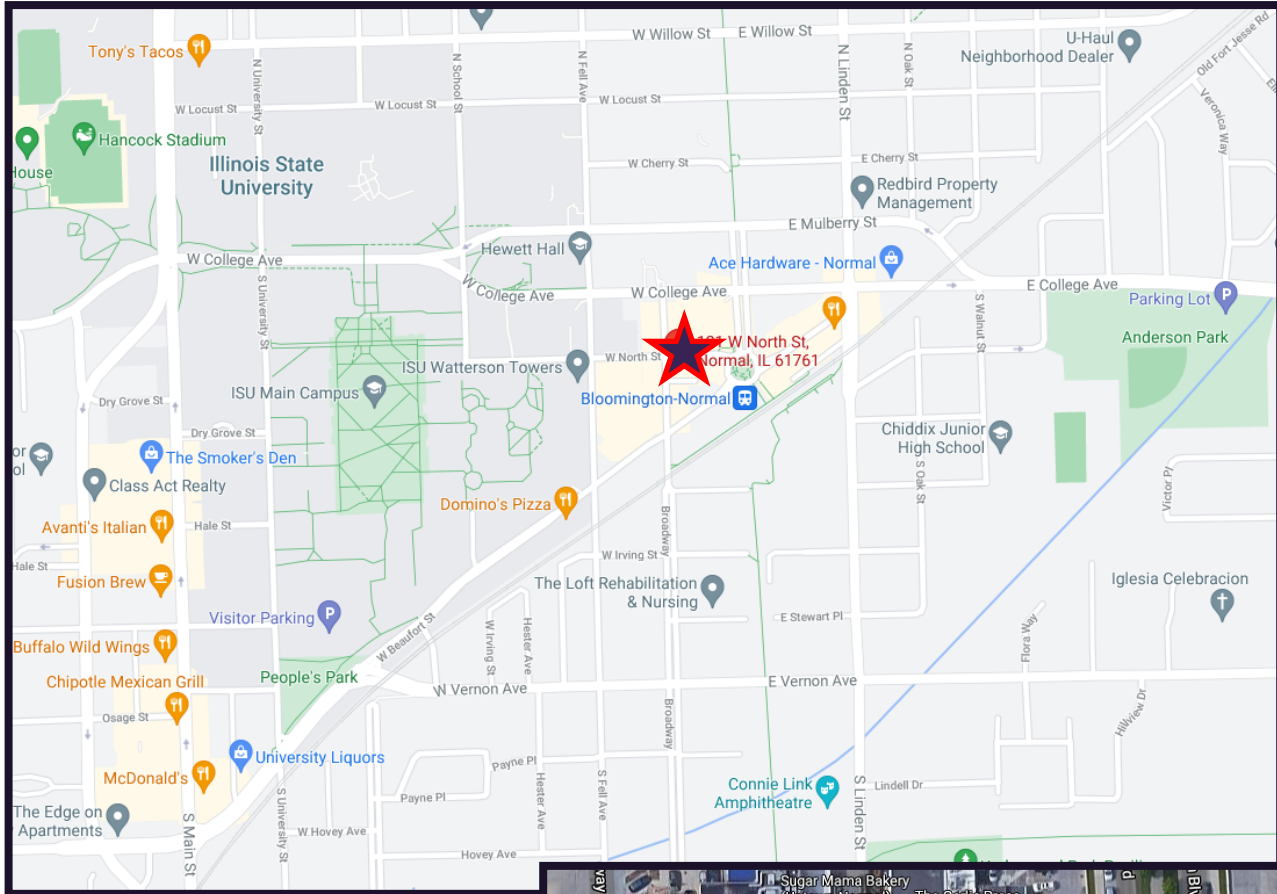 W Willow St
E Willow St
U-Haul
Neighborhood Dealer
Tony's Tacos
N University St
N School St
N Fell Ave
N Linden St
N Oak St
Old Fort Jesse Rd
W Locust St
W Locust St
W Locust St
Veronica Way
Hancock Stadium
House
Illinois State
University
W Cherry St
E Cherry St
Redbird Property
Management
E Mulberry St
Hewett Hall
W College Ave
Ace Hardware - Normal
W College Ave
W College Ave
E College Ave
Parking Lot
S University St
S Walnut St
Anderson Park
W North St,
Normal, IL 61761
W North St
ISU Watterson Towers
ISU Main Campus
Bloomington-Normal
Dry Grove St
Dry Grove St
Chiddix Junior
High School
The Smoker's Den
Class Act Realty
S Oak St
Victor Pl
Domino's Pizza
Avanti's Italian
Hale St
Broadway
W Irving St
Hale St
Fusion Brew
The Loft Rehabilitation
& Nursing
Iglesia Celebracion
Visitor Parking
E Stewart Pl
W Beaufort St
W Irving St
Hester Ave
Flora Way
Buffalo Wild Wings
People's Park
Chipotle Mexican Grill
W Vernon Ave
E Vernon Ave
Osage St
Broadway
Hillview Dr
University Liquors
Payne Pl
McDonald's
Connie Link
Amphitheatre
Lindell Dr
Payne Pl
Hester Ave
S Fell Ave
S Linden St
The Edge on
Apartments
S Main St
S University St
W Hovey Ave
Hovey Ave
Sugar Mama Bakery